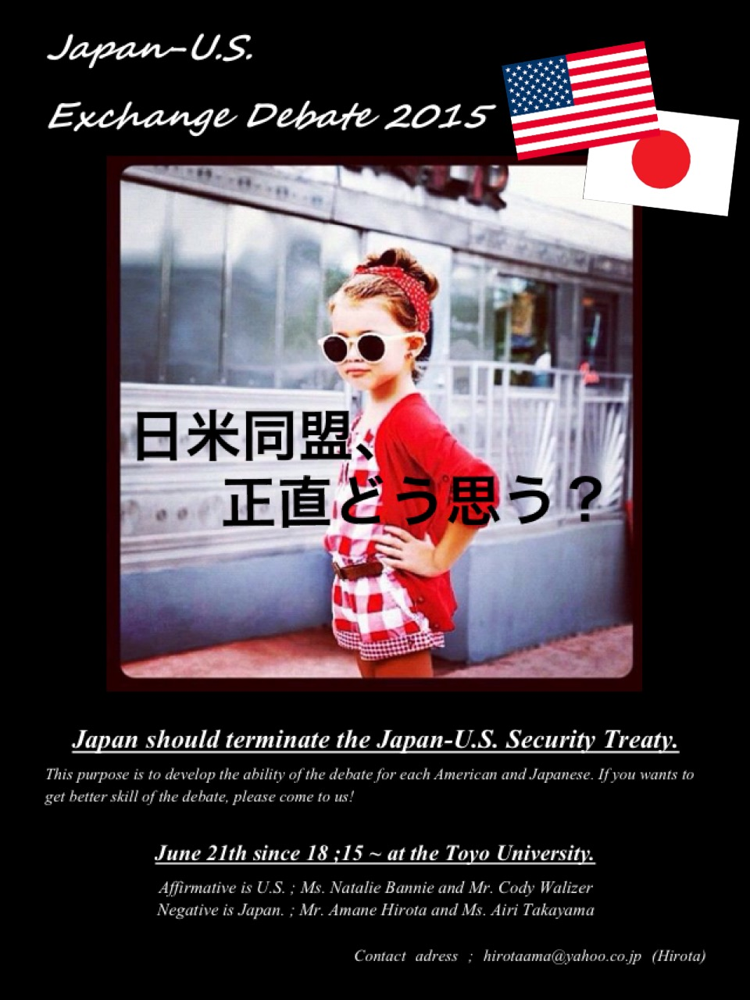 Japan-U.S.
Exchange Debate 2015
日米同盟、
正直どう思う？
Japan should terminate the Japan-U.S. Security Treaty.
This purpose is to develop the ability of the debate for each American and Japanese. If you wants to
get better skill of the debate, please come to us!
June 21th since 18 ;15 ~ at the Toyo University.
Affirmative is U.S. ; Ms. Natalie Bannie and Mr. Cody Walizer
Negative is Japan. ; Mr. Amane Hirota and Ms. Airi Takayama
Contact adress ; hirotaama@yahoo.co.jp (Hirota)